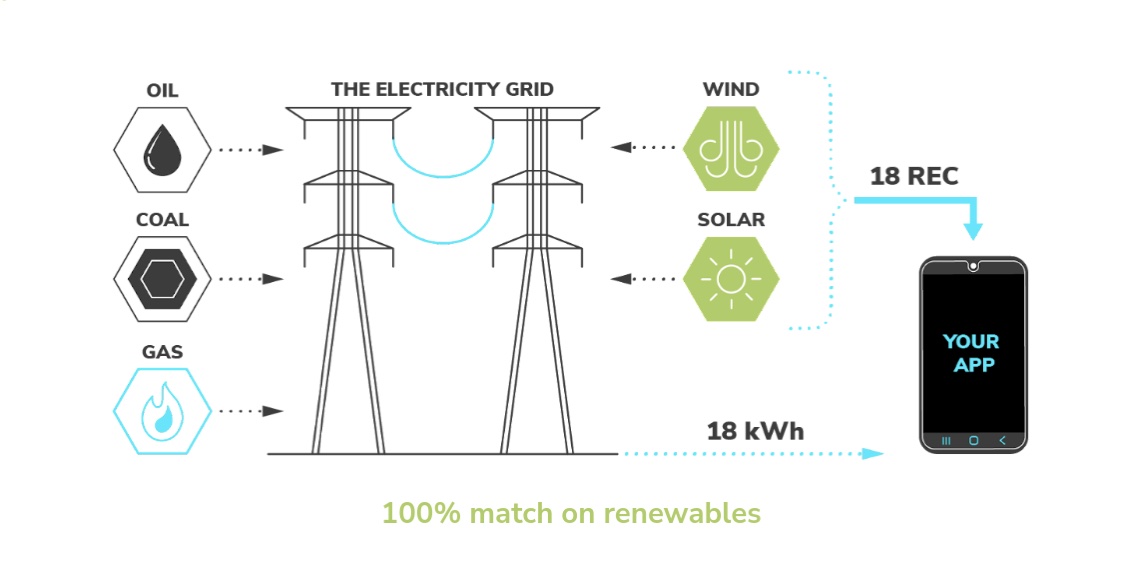 OIL
THE ELECTRICITY GRID
WIND
18 REC
COAL
SOLAR
GAS
YOUR
APP
18 kWh
100% match on renewables